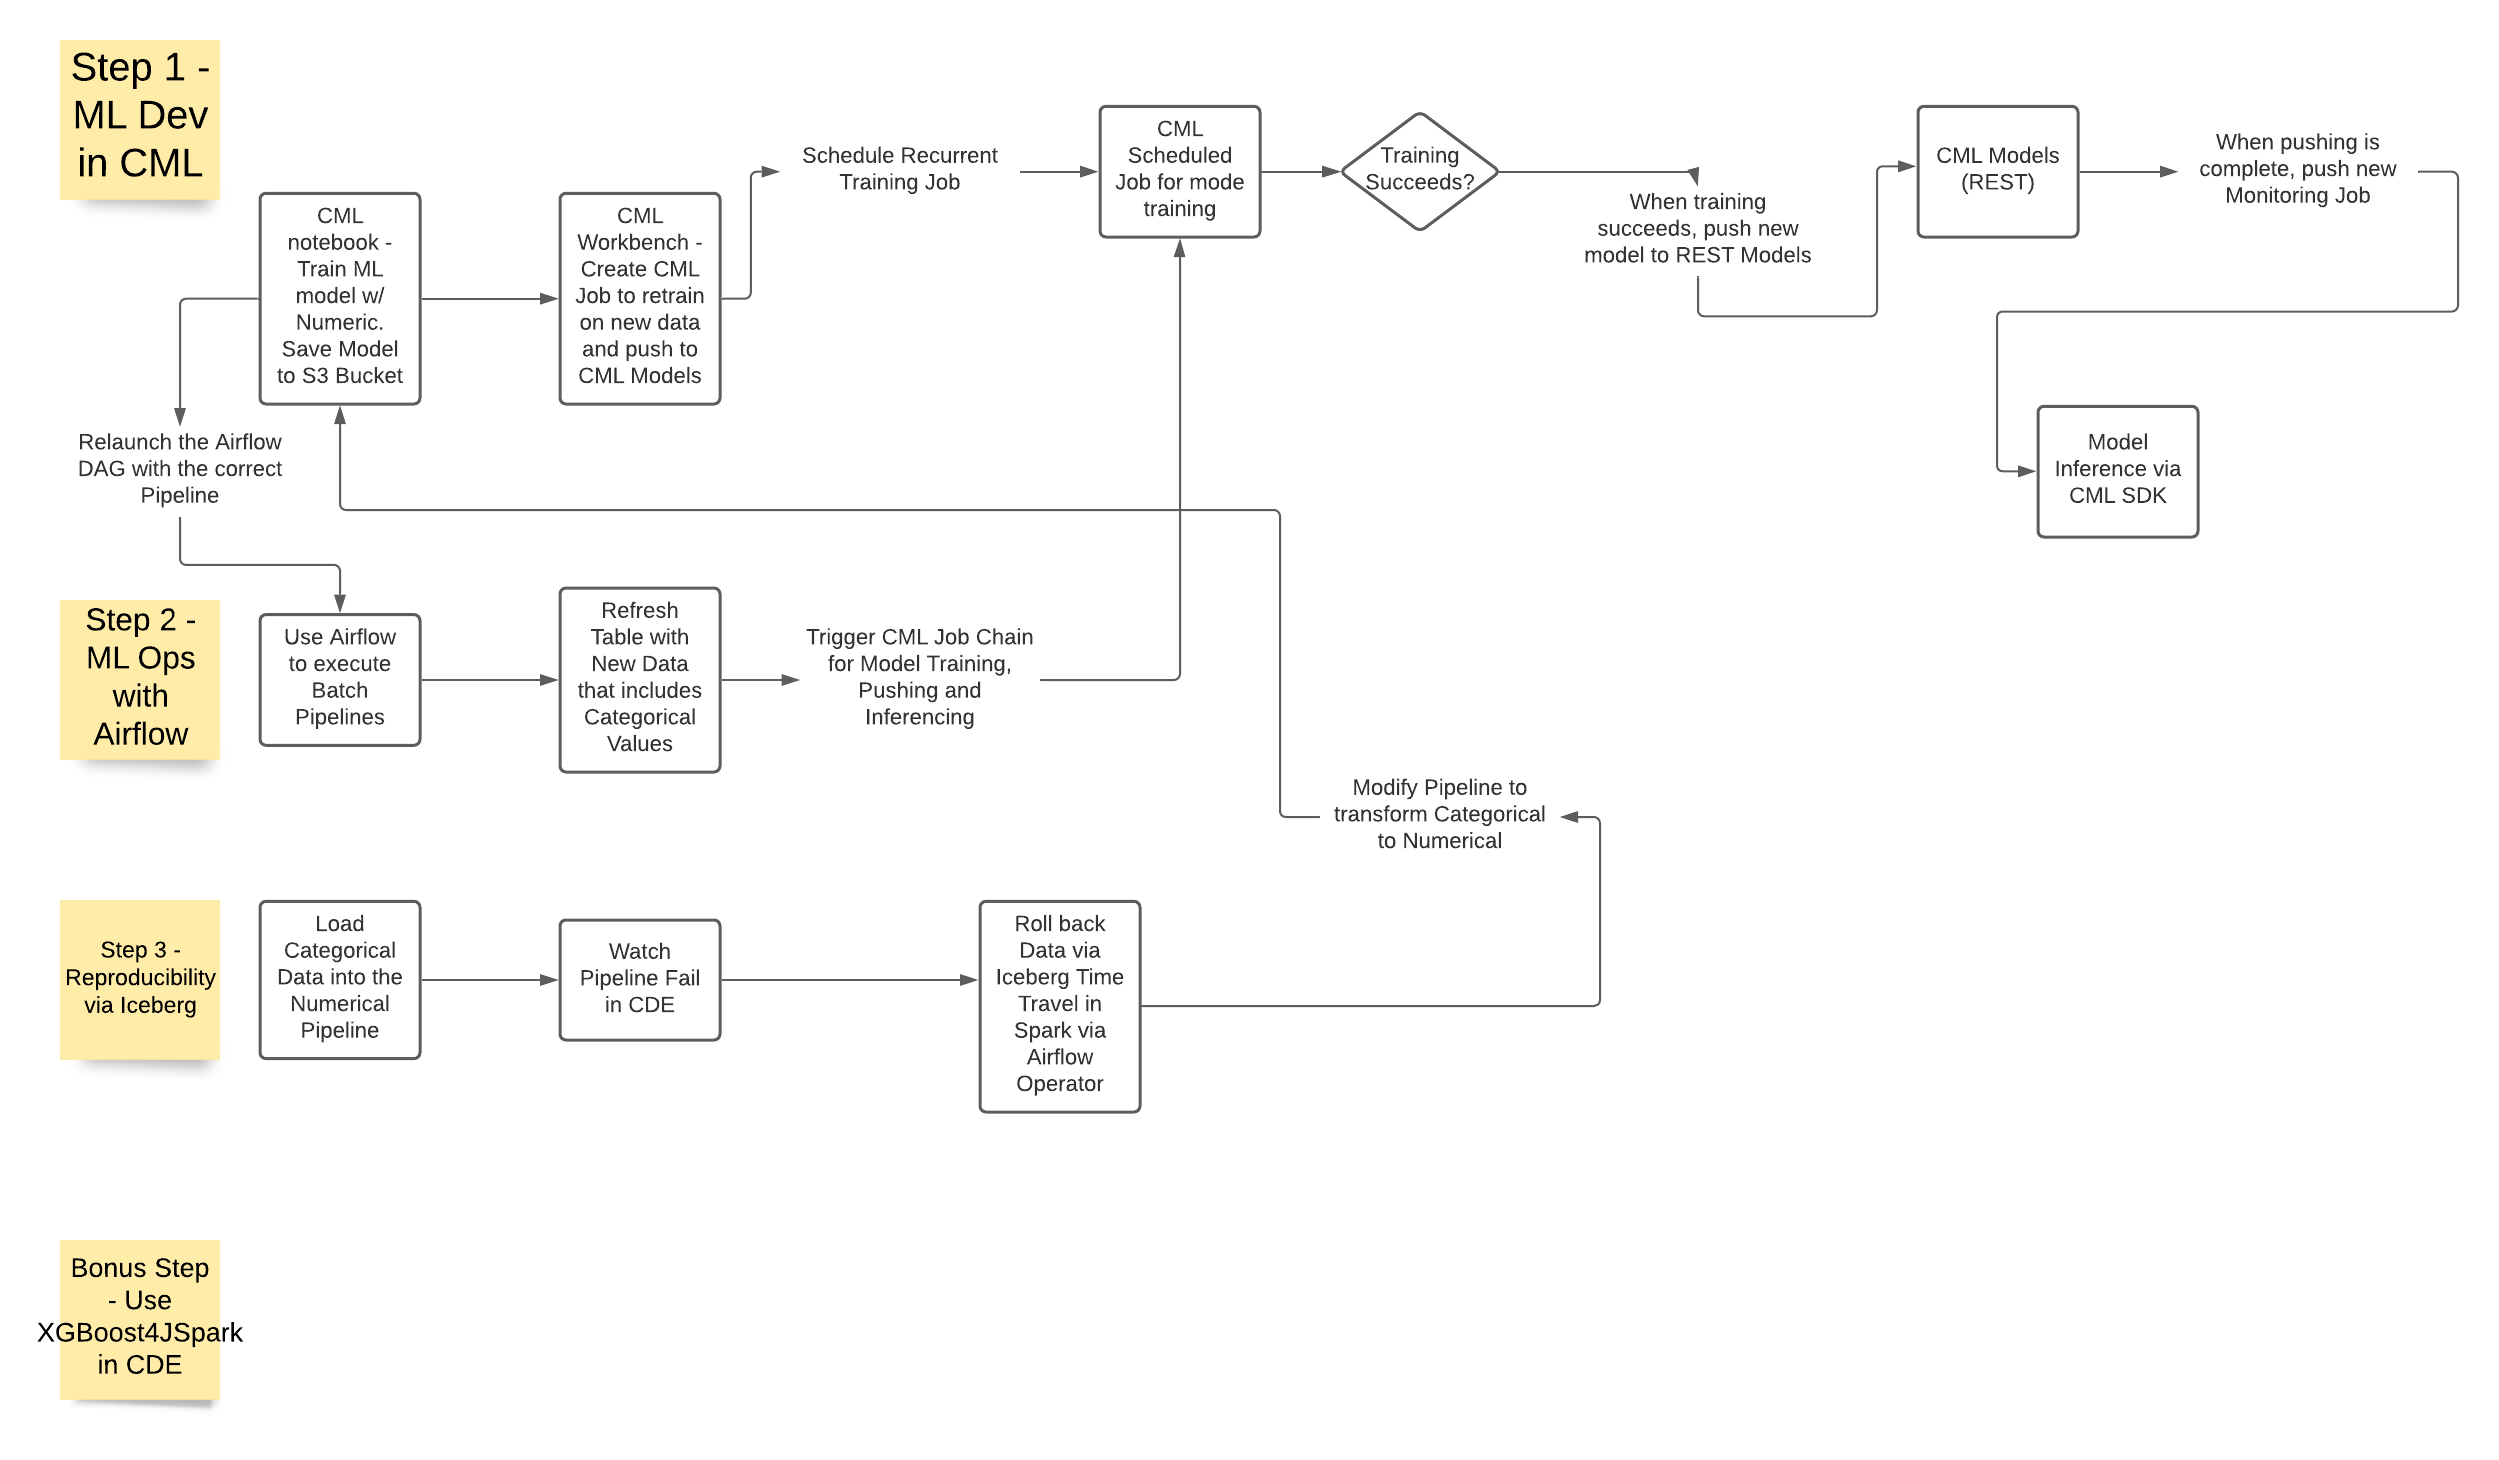 Step 1 -
ML Dev
in CML
CML
notebook -
Train ML
model w/
Numeric.
Save Model
to S3 Bucket
CML
Workbench -
Create CML
Job to retrain
on new data
and push to
CML Models
Schedule Recurrent
Training Job
CML
Scheduled
Job for mode
training
Training
Succeeds?
When training
succeeds, push new
model to REST Models
CML Models
(REST)
When pushing is
complete, push new
Monitoring Job
Model
Inference via
CML SDK
Relaunch the Airflow
DAG with the correct
Pipeline
Step 2 -
ML Ops
with
Airflow
Use Airflow
to execute
Batch
Pipelines
Refresh
Table with
New Data
that includes
Categorical
Values
Trigger CML Job Chain
for Model Training,
Pushing and
Inferencing
Modify Pipeline to
transform Categorical
to Numerical
Step 3 -
Reproducibility
via Iceberg
Load
Categorical
Data into the
Numerical
Pipeline
Watch
Pipeline Fail
in CDE
Roll back
Data via
Iceberg Time
Travel in
Spark via
Airflow
Operator
Bonus Step
- Use
XGBoost4JSpark
in CDE